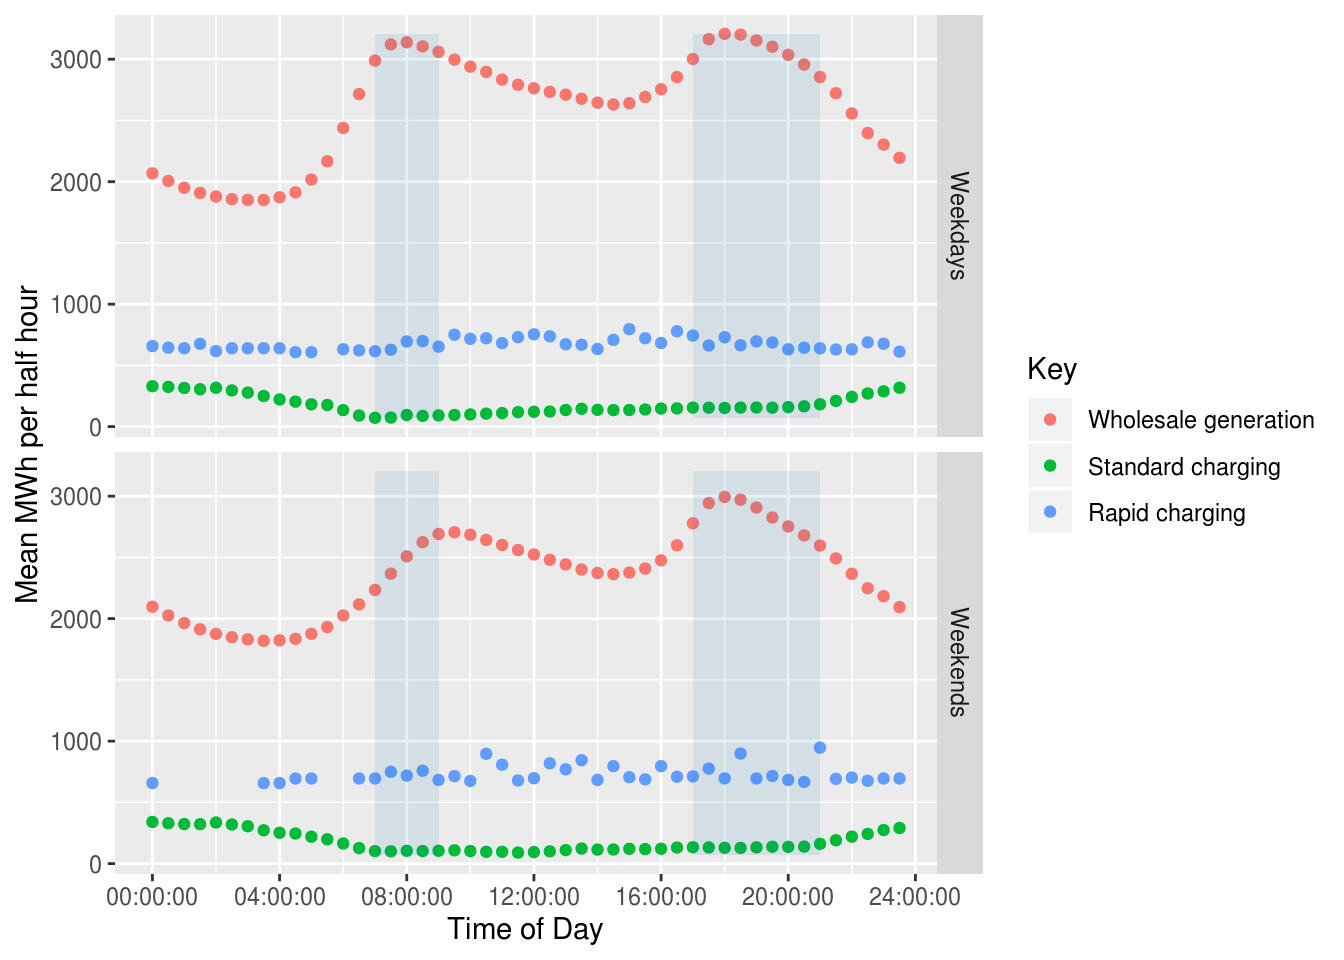 Mean MWh per half hour
3000
2000
1000
0
Weekdays
3000
2000
1000
0
Weekends
00:00:00 04:00:00 08:00:00 12:00:00 16:00:00 20:00:00 24:00:00
Time of Day
Key
Wholesale generation
Standard charging
Rapid charging